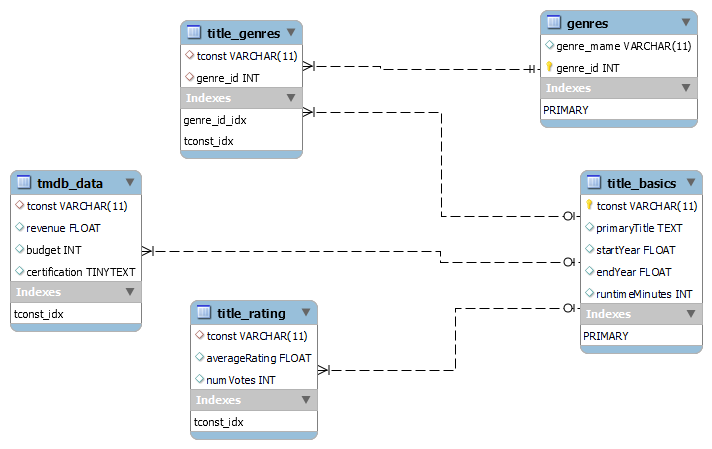 title_genres
tconst VARCHAR(11)
genre_id INT
Indexes
genre_id_idx
tconst_idx
genres
genre_mame VARCHAR(11)
genre_id INT
Indexes
PRIMARY
tmdb_data
tconst VARCHAR(11)
revenue FLOAT
budget INT
certification TINYTEXT
Indexes
tconst_idx
title_basics
tconst VARCHAR(11)
primaryTitle TEXT
startYear FLOAT
endYear FLOAT
runtimeMinutes INT
Indexes
PRIMARY
title_rating
tconst VARCHAR(11)
averageRating FLOAT
numVotes INT
Indexes
tconst_idx